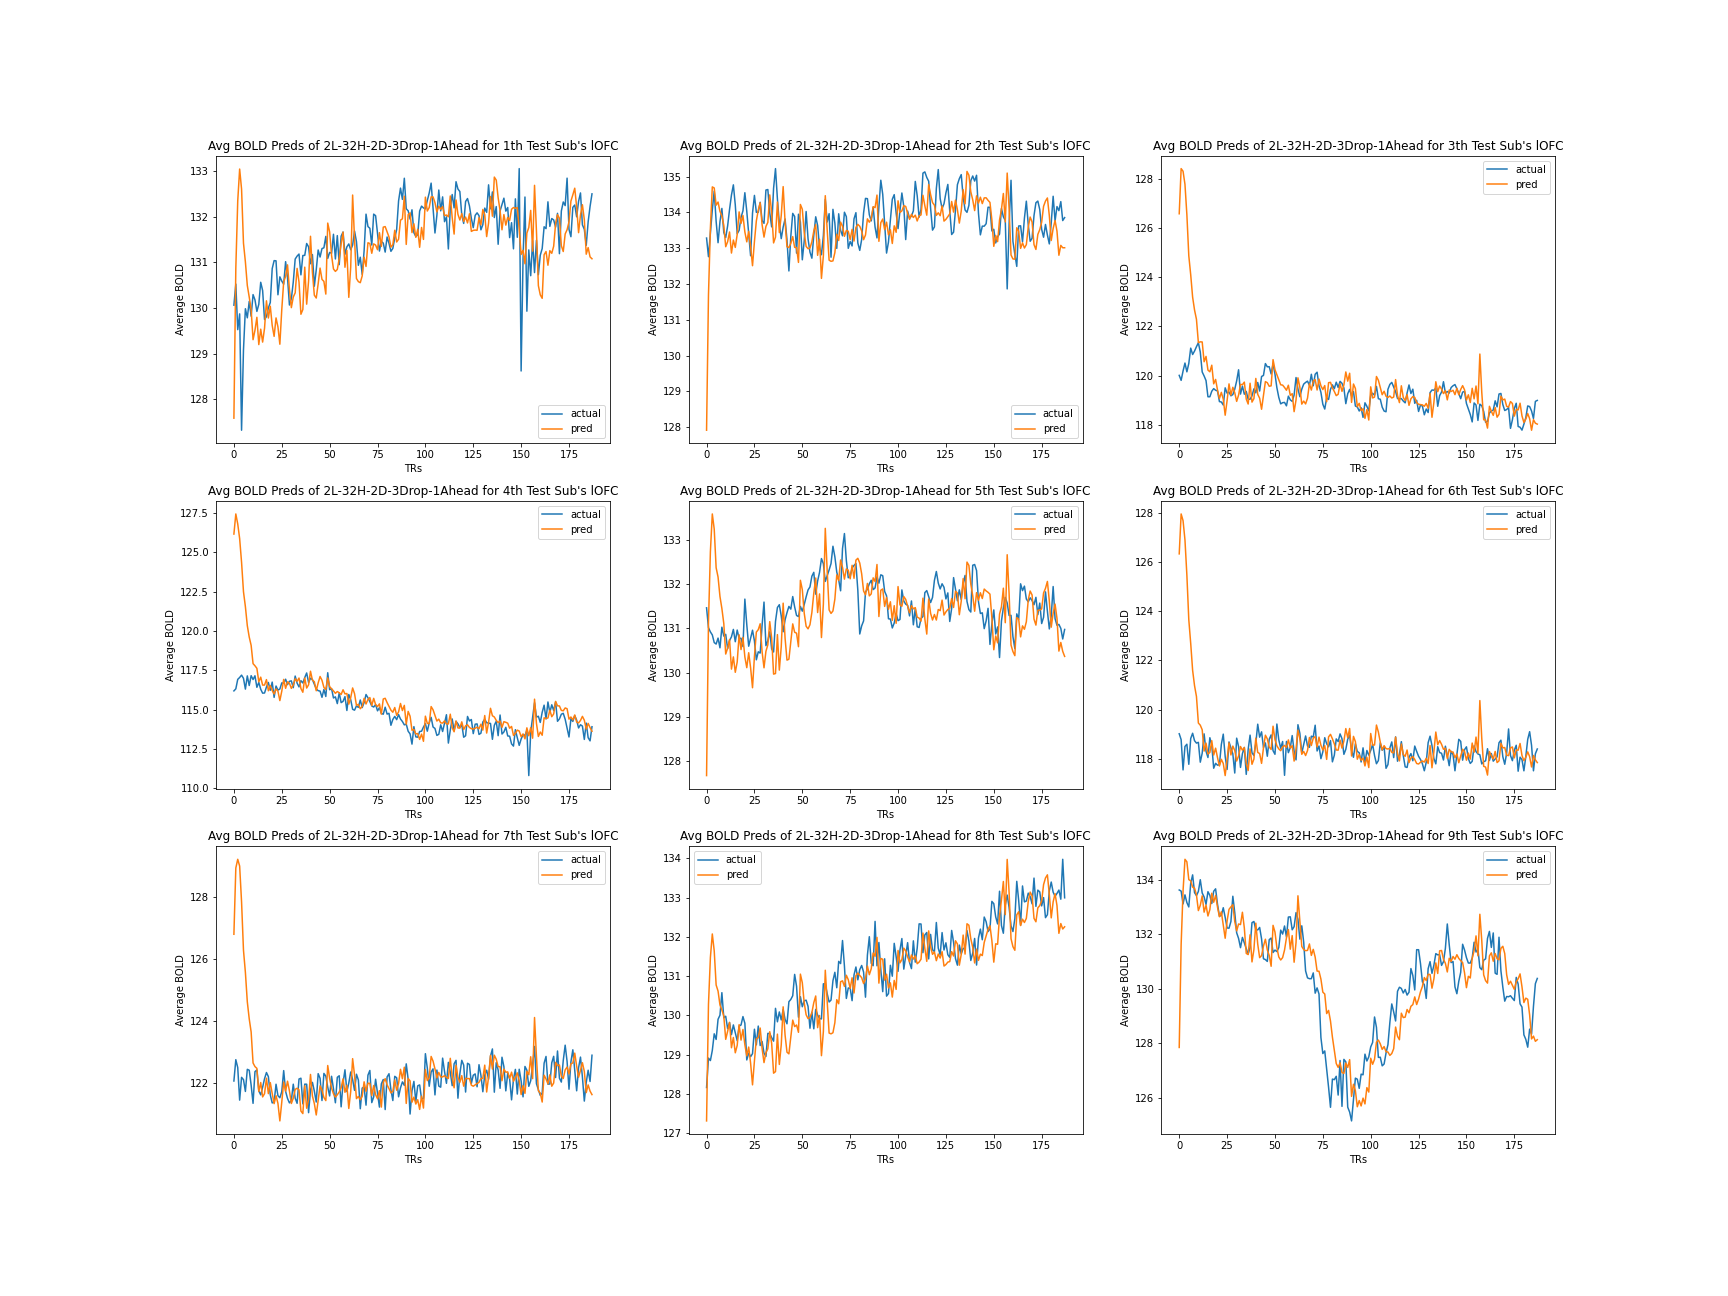 Avg BOLD Preds of 2L-32H-2D-3Drop-1Ahead for 1th Test Sub's lOFC
133
132
131
130
129
128
Average BOLD
actual
pred
0 25 50 75 100 125 150 175
TRs
Avg BOLD Preds of 2L-32H-2D-3Drop-1Ahead for 2th Test Sub's lOFC
135
134
133
132
131
130
129
128
Average BOLD
actual
pred
0 25 50 75 100 125 150 175
TRs
Avg BOLD Preds of 2L-32H-2D-3Drop-1Ahead for 3th Test Sub's lOFC
actual
pred
128
126
124
122
120
118
Average BOLD
0 25 50 75 100 125 150 175
TRs
Avg BOLD Preds of 2L-32H-2D-3Drop-1Ahead for 4th Test Sub's lOFC
actual
pred
127.5
125.0
122.5
120.0
117.5
115.0
112.5
110.0
Average BOLD
0 25 50 75 100 125 150 175
TRs
Avg BOLD Preds of 2L-32H-2D-3Drop-1Ahead for 5th Test Sub's lOFC
actual
pred
133
132
131
130
129
128
Average BOLD
0 25 50 75 100 125 150 175
TRs
Avg BOLD Preds of 2L-32H-2D-3Drop-1Ahead for 6th Test Sub's lOFC
actual
pred
128
126
124
122
120
118
Average BOLD
0 25 50 75 100 125 150 175
TRs
Avg BOLD Preds of 2L-32H-2D-3Drop-1Ahead for 7th Test Sub's lOFC
actual
pred
128
126
124
122
Average BOLD
0 25 50 75 100 125 150 175
TRs
Avg BOLD Preds of 2L-32H-2D-3Drop-1Ahead for 8th Test Sub's lOFC
actual
pred
134
133
132
131
130
129
128
127
Average BOLD
0 25 50 75 100 125 150 175
TRs
Avg BOLD Preds of 2L-32H-2D-3Drop-1Ahead for 9th Test Sub's lOFC
actual
pred
134
132
130
128
126
Average BOLD
0 25 50 75 100 125 150 175
TRs